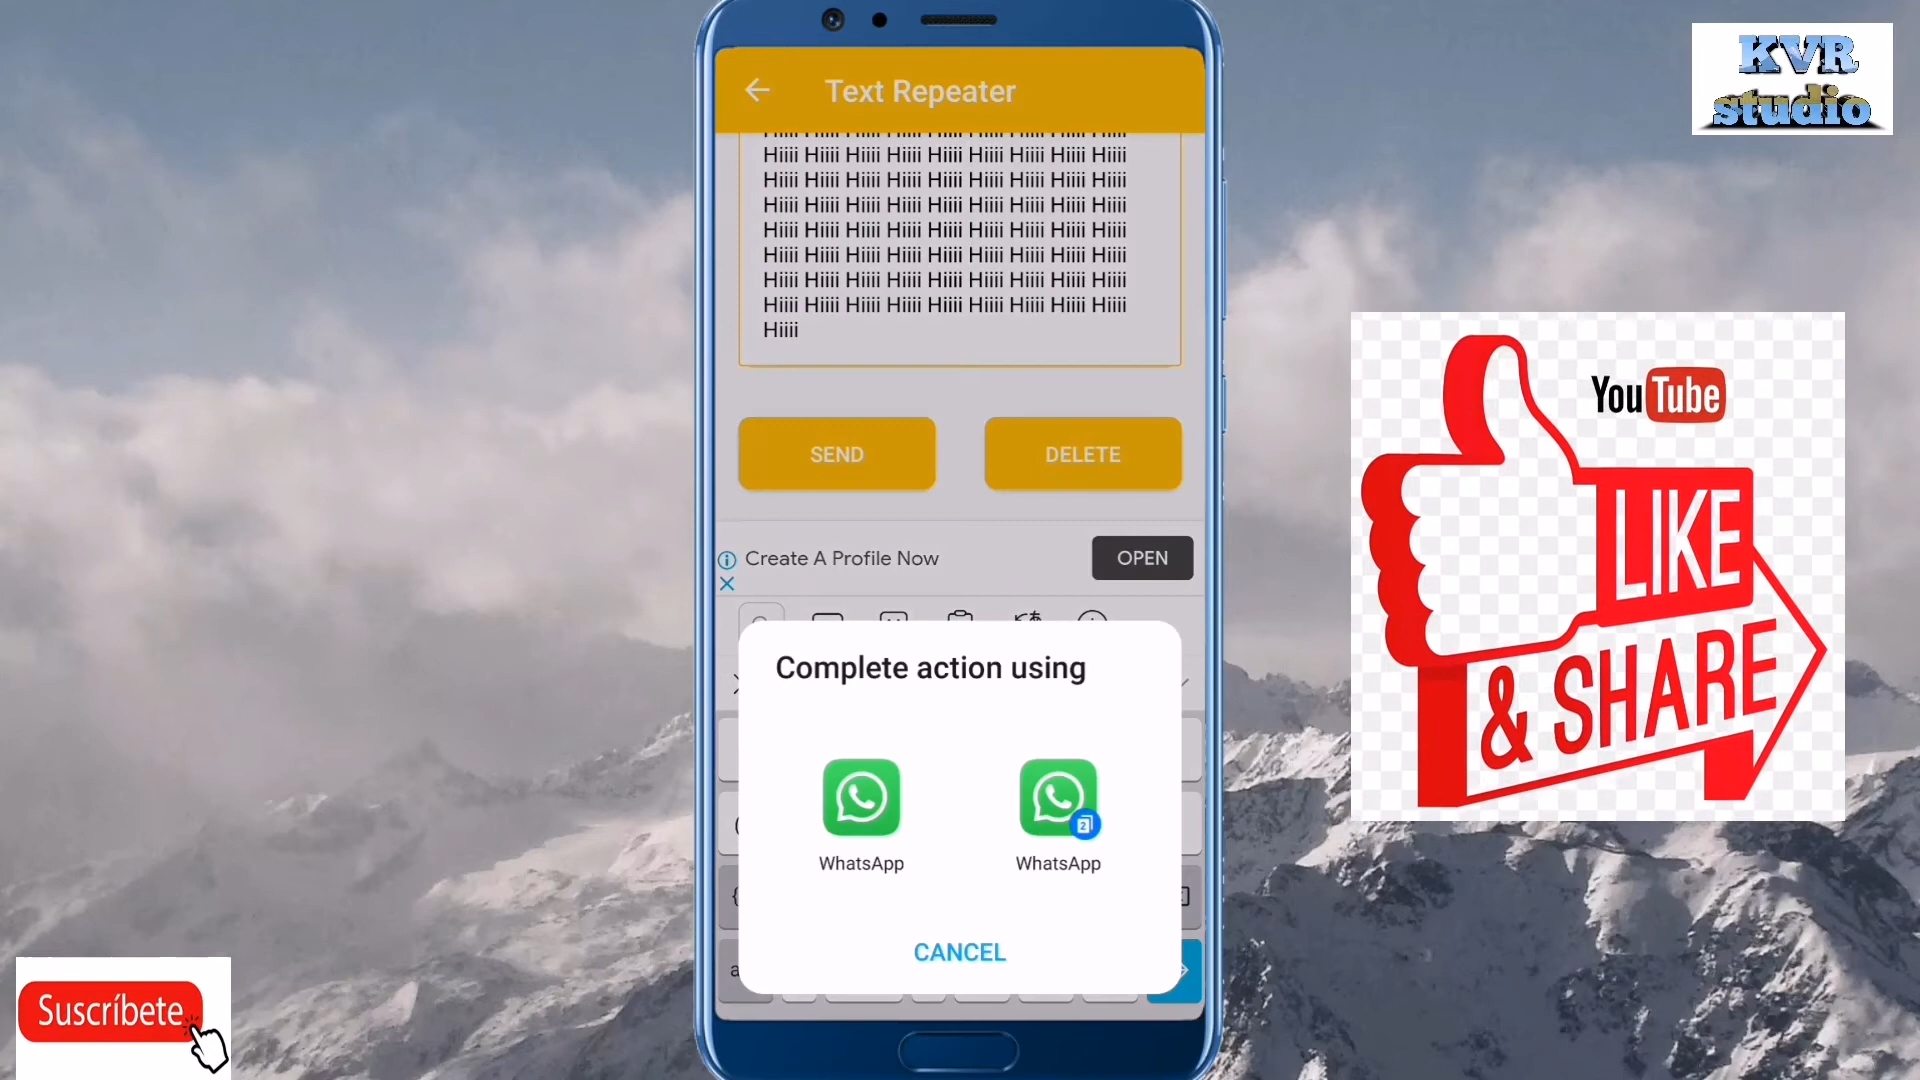 KVR
studio
Text Repeater
Hiiii Hiiii Hiiii Hiiii Hiiii Hiiii Hiiii Hiiii Hiiii
Hiiii Hiiii Hiiii Hiiii Hiiii Hiiii Hiiii Hiiii Hiiii
Hiiii Hiiii Hiiii Hiiii Hiiii Hiiii Hiiii Hiiii Hiiii
Hiiii Hiiii Hiiii Hiiii Hiiii Hiiii Hiiii Hiiii Hiiii
Hiiii Hiiii Hiiii Hiiii Hiiii Hiiii Hiiii Hiiii Hiiii
Hiiii Hiiii Hiiii Hiiii Hiiii Hiiii Hiiii Hiiii Hiiii
Hiiii Hiiii Hiiii Hiiii Hiiii Hiiii Hiiii Hiiii Hiiii
Hiiii
SEND DELETE
Create A Profile Now OPEN
Complete action using
2
WhatsApp WhatsApp
CANCEL
YouTube
LIKE
& SHARE
Suscríbete